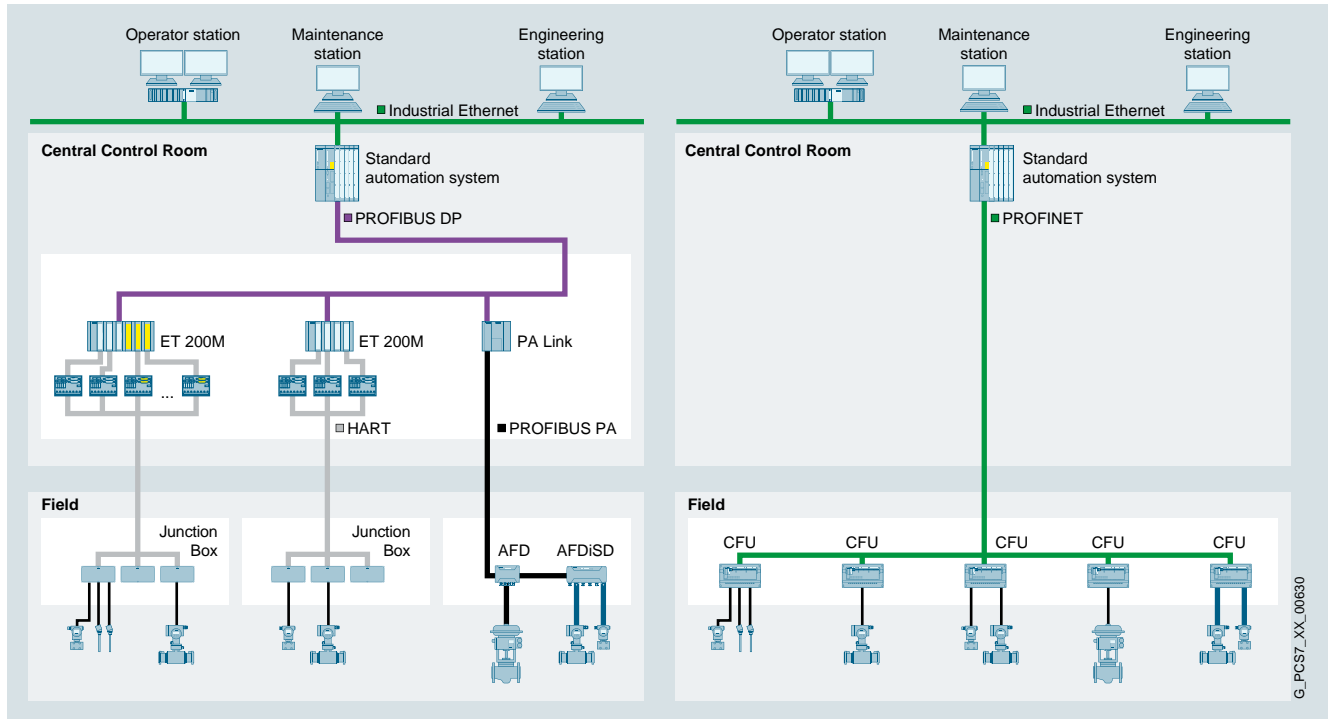 Operator station
Maintenance
station
Engineering
station
Industrial Ethernet
Central Control Room
Standard
automation system
PROFIBUS DP
ET 200M
ET 200M
PA Link
...
HART
PROFIBUS PA
Field
Junction
Box
Junction
Box
AFD
AFDiSD
Operator station
Maintenance
station
Engineering
station
Industrial Ethernet
Central Control Room
Standard
automation system
PROFINET
Field
CFU
CFU
CFU
CFU
CFU
G_PCS7_XX_00630